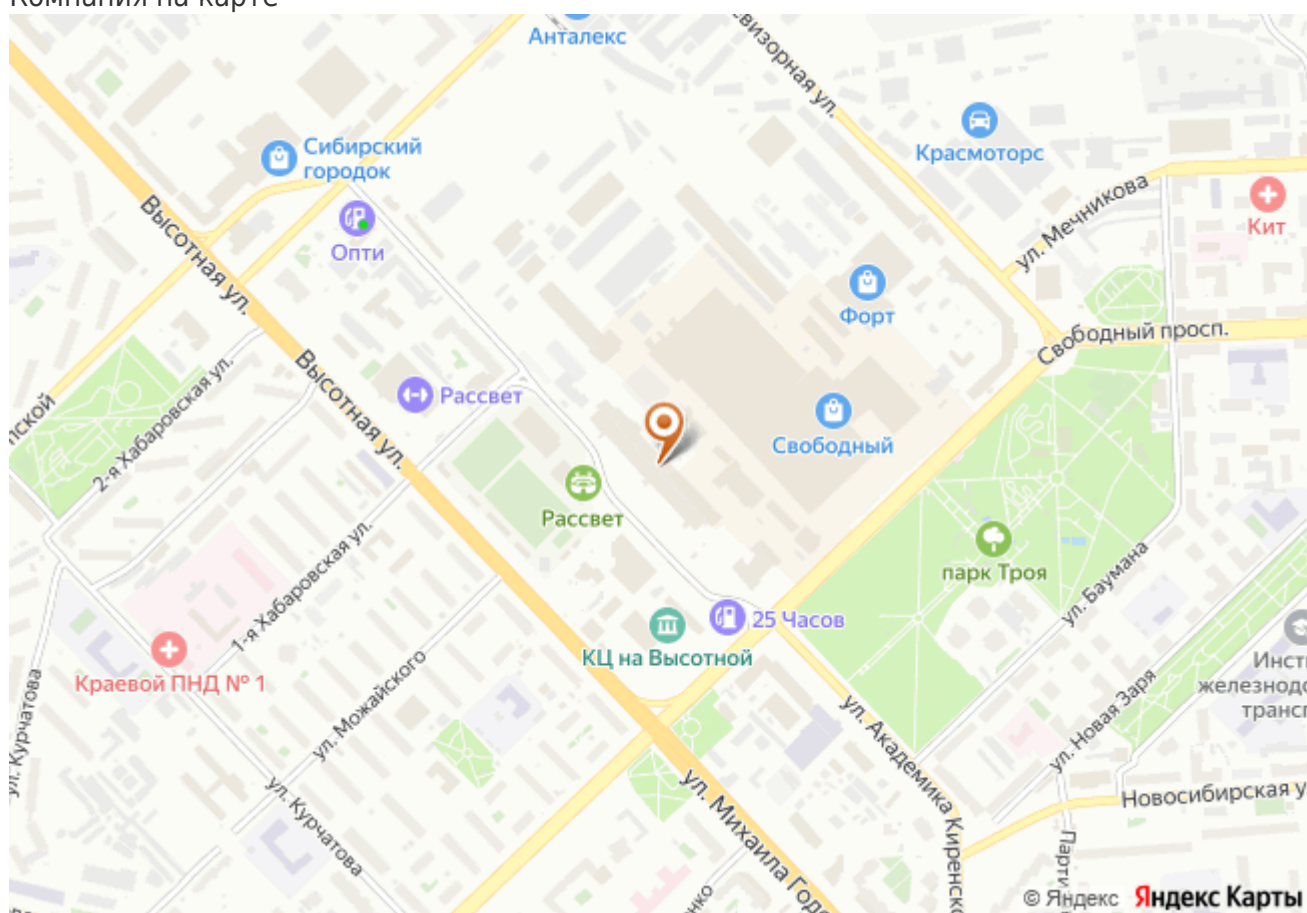 Компания на карте
Анталекс
Сибирский
городок
Красмоторс
ул. Мечникова
Кит
Опти
Высотная ул.
Форт
Свободный просп.
2-я Хабаровская ул.
Высотная ул.
Рассвет
Свободный
Рассвет
парк Троя
1-я Хабаровская ул.
ул. Баумана
25 Часов
КЦ на Высотной
Краевой ПНД № 1
ул. Можайского
ул. Курчатова
ул. Новая Заря
ул. Академика Киренско
ул. Курчатова
ул. Михаила Годе
Новосибирская у
© Яндекс Яндекс Карты